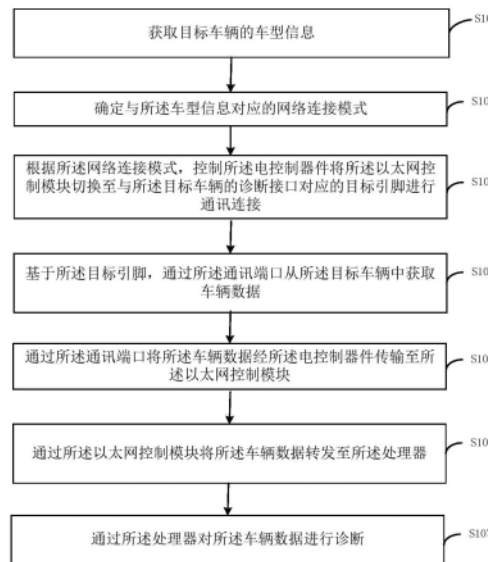 获取目标车辆的车型信息
S10
确定与所述车型信息对应的网络连接模式
S10
根据所述网络连接模式，控制所述电控制器件将所述以太网控
制模块切换至与所述目标车辆的诊断接口对应的目标引脚进行
通讯连接
S10
基于所述目标引脚，通过所述通讯端口从所述目标车辆中获取
车辆数据
S10
通过所述通讯端口将所述车辆数据经所述电控制器件传输至所
述以太网控制模块
S10
通过所述以太网控制模块将所述车辆数据转发至所述处理器
S10
通过所述处理器对所述车辆数据进行诊断
S107